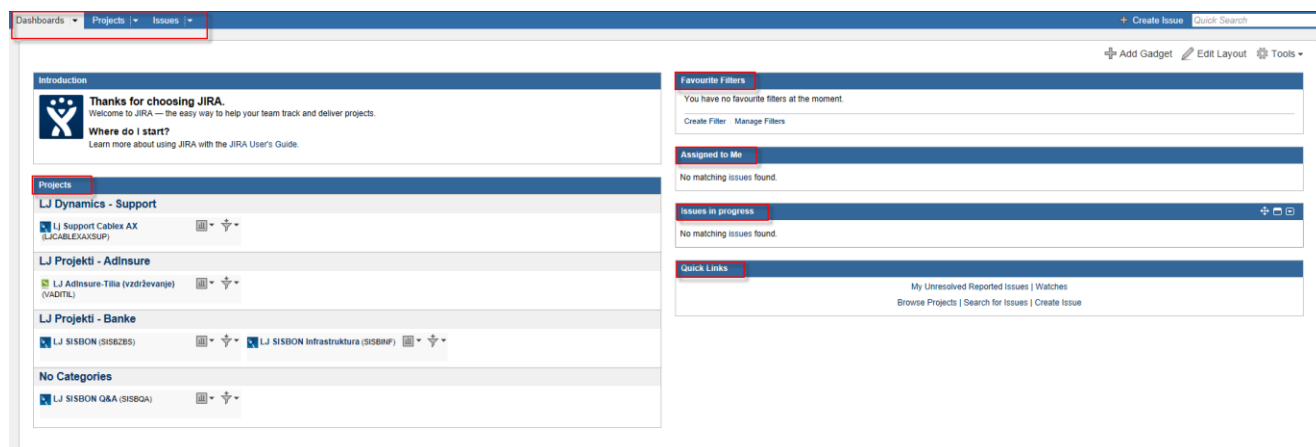 Dashboards Projects Issues
+ Create Issue Quick Search
Add Gadget Edit Layout Tools
Introduction
Thanks for choosing JIRA.
Welcome to JIRA — the easy way to help your team track and deliver projects.
Where do I start?
Learn more about using JIRA with the JIRA User's Guide.
Projects
LJ Dynamics - Support
Lj Support Cablex AX
(LJCABLEXAXSUP)
LJ Projekti - AdInsure
LJ AdInsure-Tilia (vzdrževanje)
(VADITIL)
LJ Projekti - Banke
LJ SISBON (SISBZBS) LJ SISBON Infrastruktura (SISBINF)
No Categories
LJ SISBON Q&A (SISBQA)
Favourite Filters
You have no favourite filters at the moment.
Create Filter Manage Filters
Assigned to Me
No matching issues found.
Issues in progress
No matching issues found.
Quick Links
My Unresolved Reported Issues | Watches
Browse Projects | Search for Issues | Create Issue